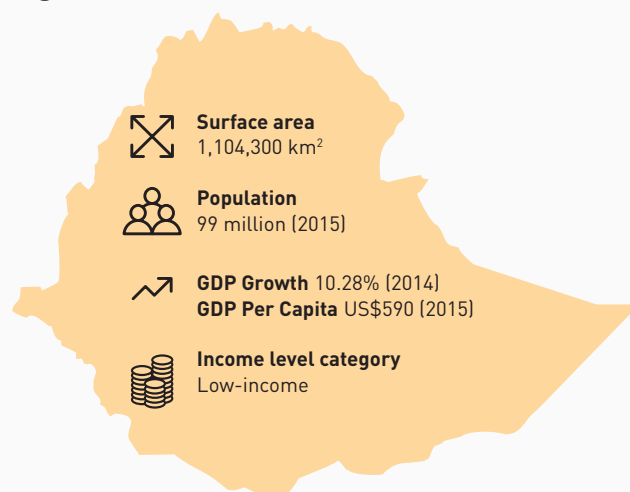 Surface area
1,104,300 km²
Population
99 million (2015)
GDP Growth 10.28% (2014)
GDP Per Capita US$590 (2015)
Income level category
Low-income